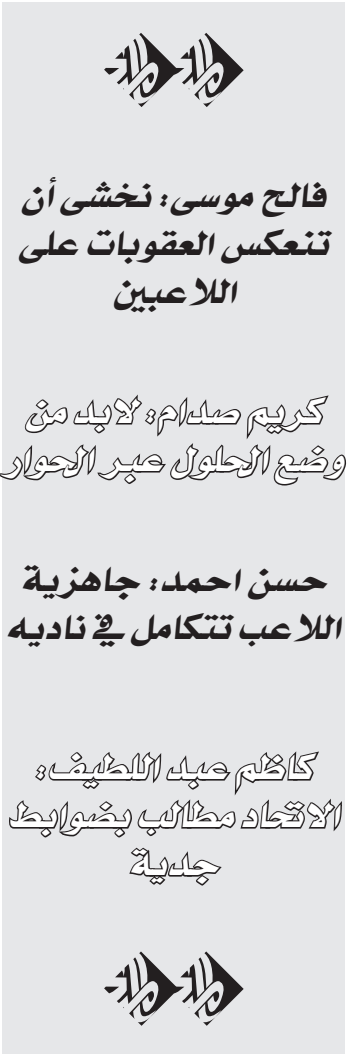 فالح موسى: نخشى أن
تنعكس العقوبات على
اللاعبين
كريم صدام: لابد من
وضع الحلول عبر الحوار
حسن احمد: جاهزية
اللاعب تتكامل في ناديه
كاظم عبد اللطيف:
الاتحاد مطالب بضوابط
جدية